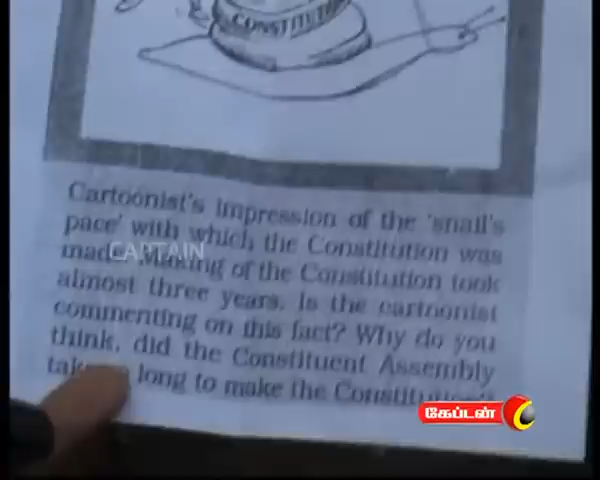 CONSTITUTION
Cartoonist's impression of the 'snail's
pace' with which the Constitution was
made. Making of the Constitution took
almost three years. Is the cartoonist
commenting on this fact? Why do you
think, did the Constituent Assembly
long to make the Constitution
CAPTAIN
கேப்டன்